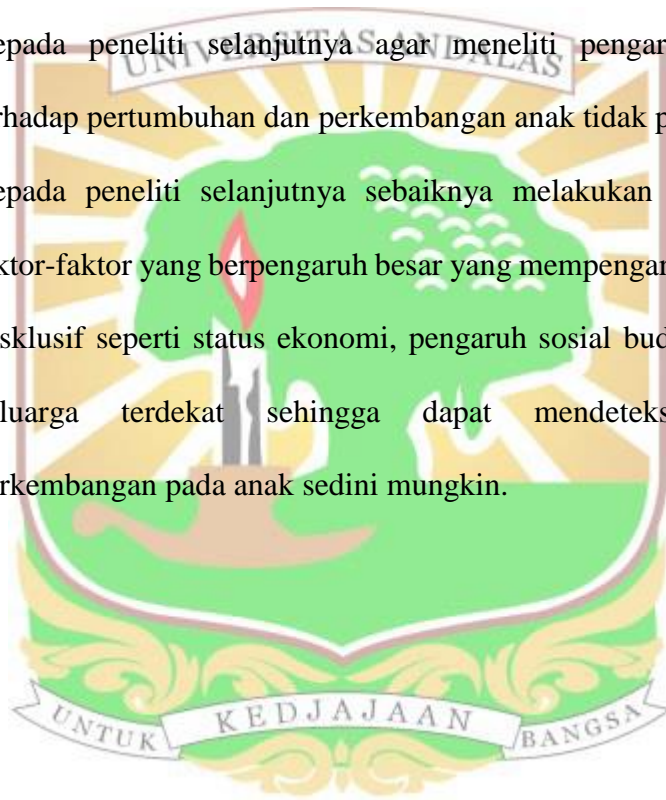 epada peneliti selanjutnya agar meneliti pengar
UNIVERSITAS ANDALAS
rhadap pertumbuhan dan perkembangan anak tidak p
epada peneliti selanjutnya sebaiknya melakukan
ktor-faktor yang berpengaruh besar yang mempengar
sklusif seperti status ekonomi, pengaruh sosial bud
luarga terdekat sehingga dapat mendeteks
rkembangan pada anak sedini mungkin.
UNTUK KEDJAJAAN BANGSA